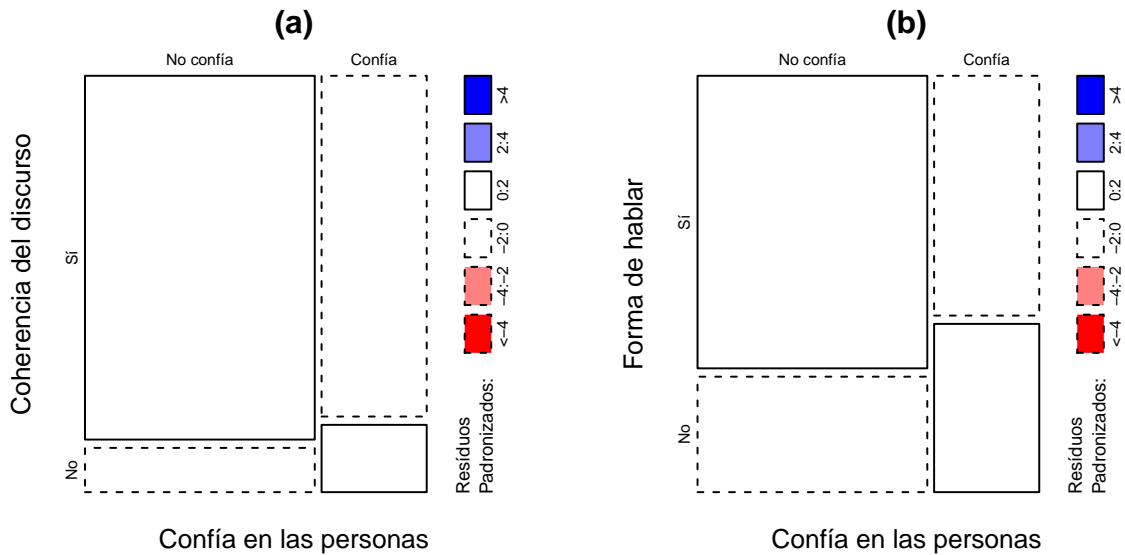 (a)
No confía Confía
Coherencia del discurso
Sí
No
>4
2:4
0:2
−2:0
−4:−2
<−4
Resíduos
Padronizados:
Confía en las personas
(b)
No confía Confía
Forma de hablar
Sí
No
>4
2:4
0:2
−2:0
−4:−2
<−4
Resíduos
Padronizados:
Confía en las personas